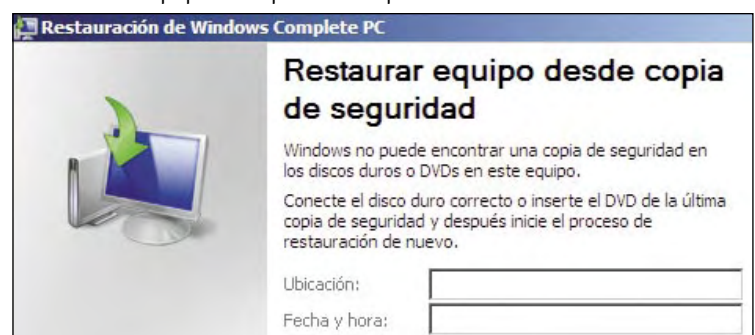 Restauración de Windows Complete PC
Restaurar equipo desde copia
de seguridad
Windows no puede encontrar una copia de seguridad en
los discos duros o DVDs en este equipo.
Conecte el disco duro correcto o inserte el DVD de la última
copia de seguridad y después inicie el proceso de
restauración de nuevo.
Ubicación:
Fecha y hora: